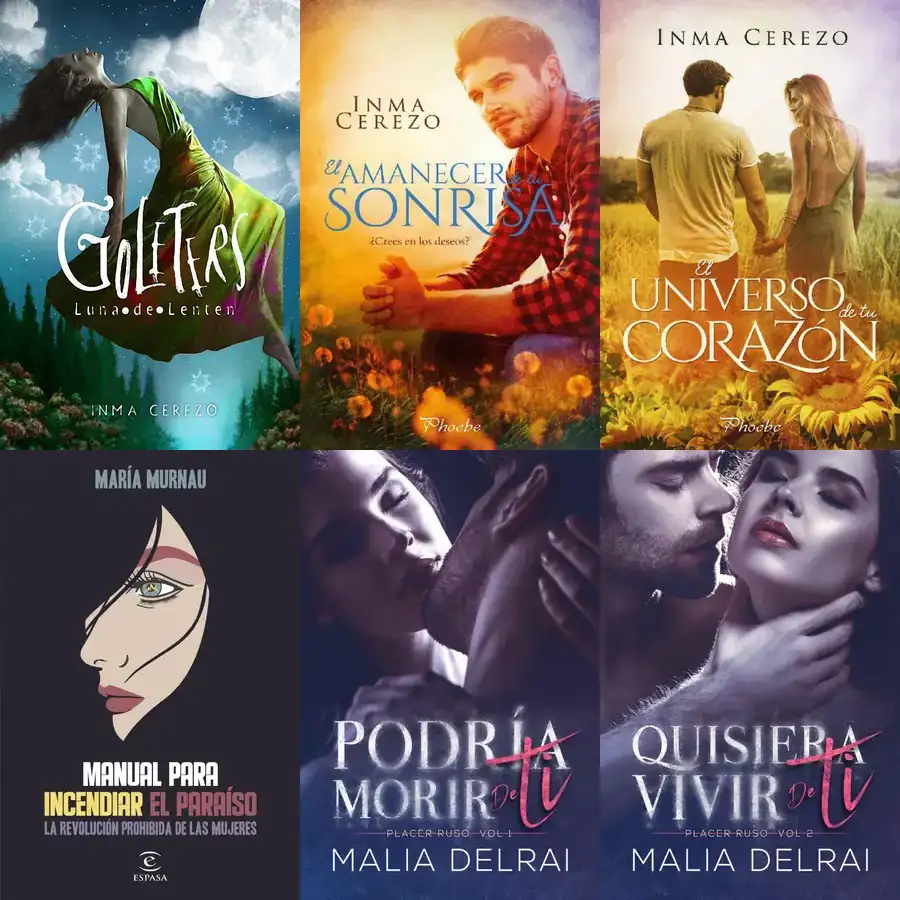 GOLETERS
Luna•de•Lenten
INMA CEREZO
INMA
CEREZO
El AMANECER de tu
SONRISA
¿Crees en los deseos?
Phoebe
INMA CEREZO
El
UNIVERSO de tu
CORAZÓN
Phoebe
MARÍA MURNAU
MANUAL PARA
INCENDIAR EL PARAÍSO
LA REVOLUCIÓN PROHIBIDA DE LAS MUJERES
e
ESPASA
PODRÍA
MORIR De ti
PLACER RUSO VOL 1
MALIA DELRAI
QUISIERA
VIVIR De ti
PLACER RUSO VOL 2
MALIA DELRAI